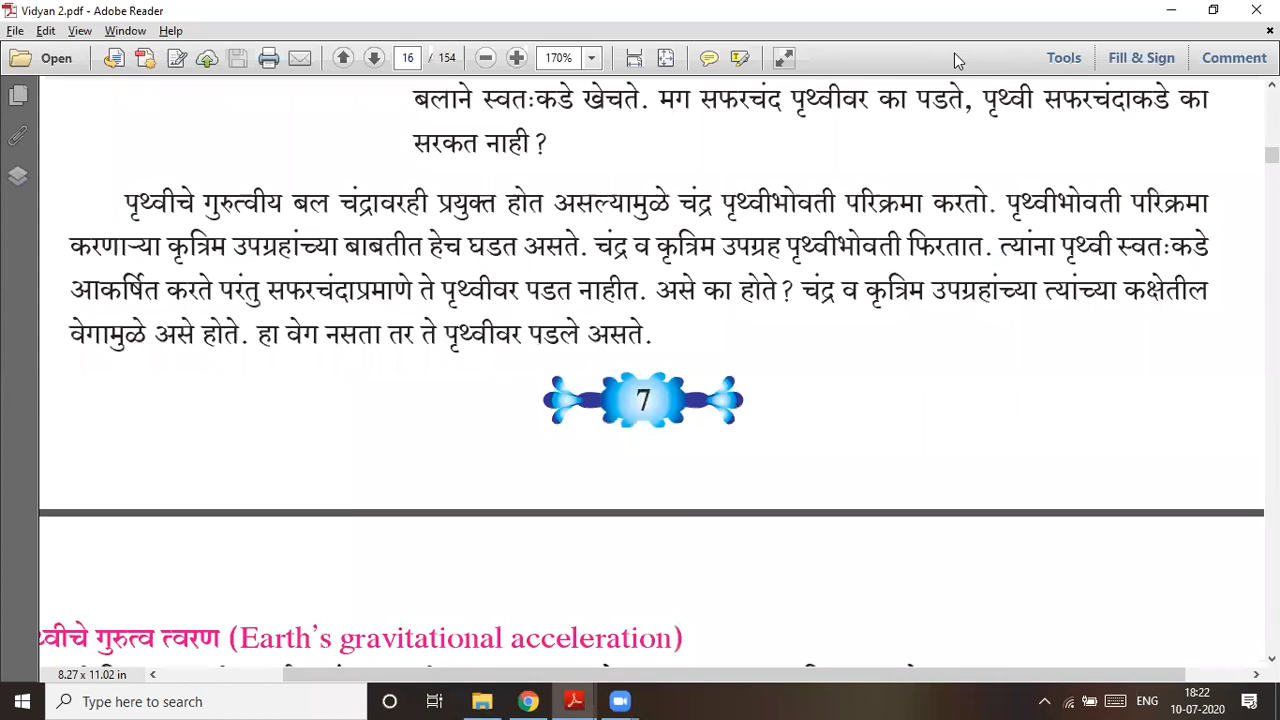 Vidyan 2.pdf - Adobe Reader
File Edit View Window Help
Open 16 / 154 170% Tools Fill & Sign Comment
बलाने स्वतःकडे खेचते. मग सफरचंद पृथ्वीवर का पडते, पृथ्वी सफरचंदाकडे का
सरकत नाही ?
पृथ्वीचे गुरुत्वीय बल चंद्रावरही प्रयुक्त होत असल्यामुळे चंद्र पृथ्वीभोवती परिक्रमा करतो. पृथ्वीभोवती परिक्रमा
करणाऱ्या कृत्रिम उपग्रहांच्या बाबतीत हेच घडत असते. चंद्र व कृत्रिम उपग्रह पृथ्वीभोवती फिरतात. त्यांना पृथ्वी स्वतःकडे
आकर्षित करते परंतु सफरचंदाप्रमाणे ते पृथ्वीवर पडत नाहीत. असे का होते? चंद्र व कृत्रिम उपग्रहांच्या त्यांच्या कक्षेतील
वेगामुळे असे होते. हा वेग नसता तर ते पृथ्वीवर पडले असते.
7
गुरुत्व त्वरण (Earth's gravitational acceleration)
8.27 x 11.02 in
Type here to search
ENG
18:22
10-07-2020